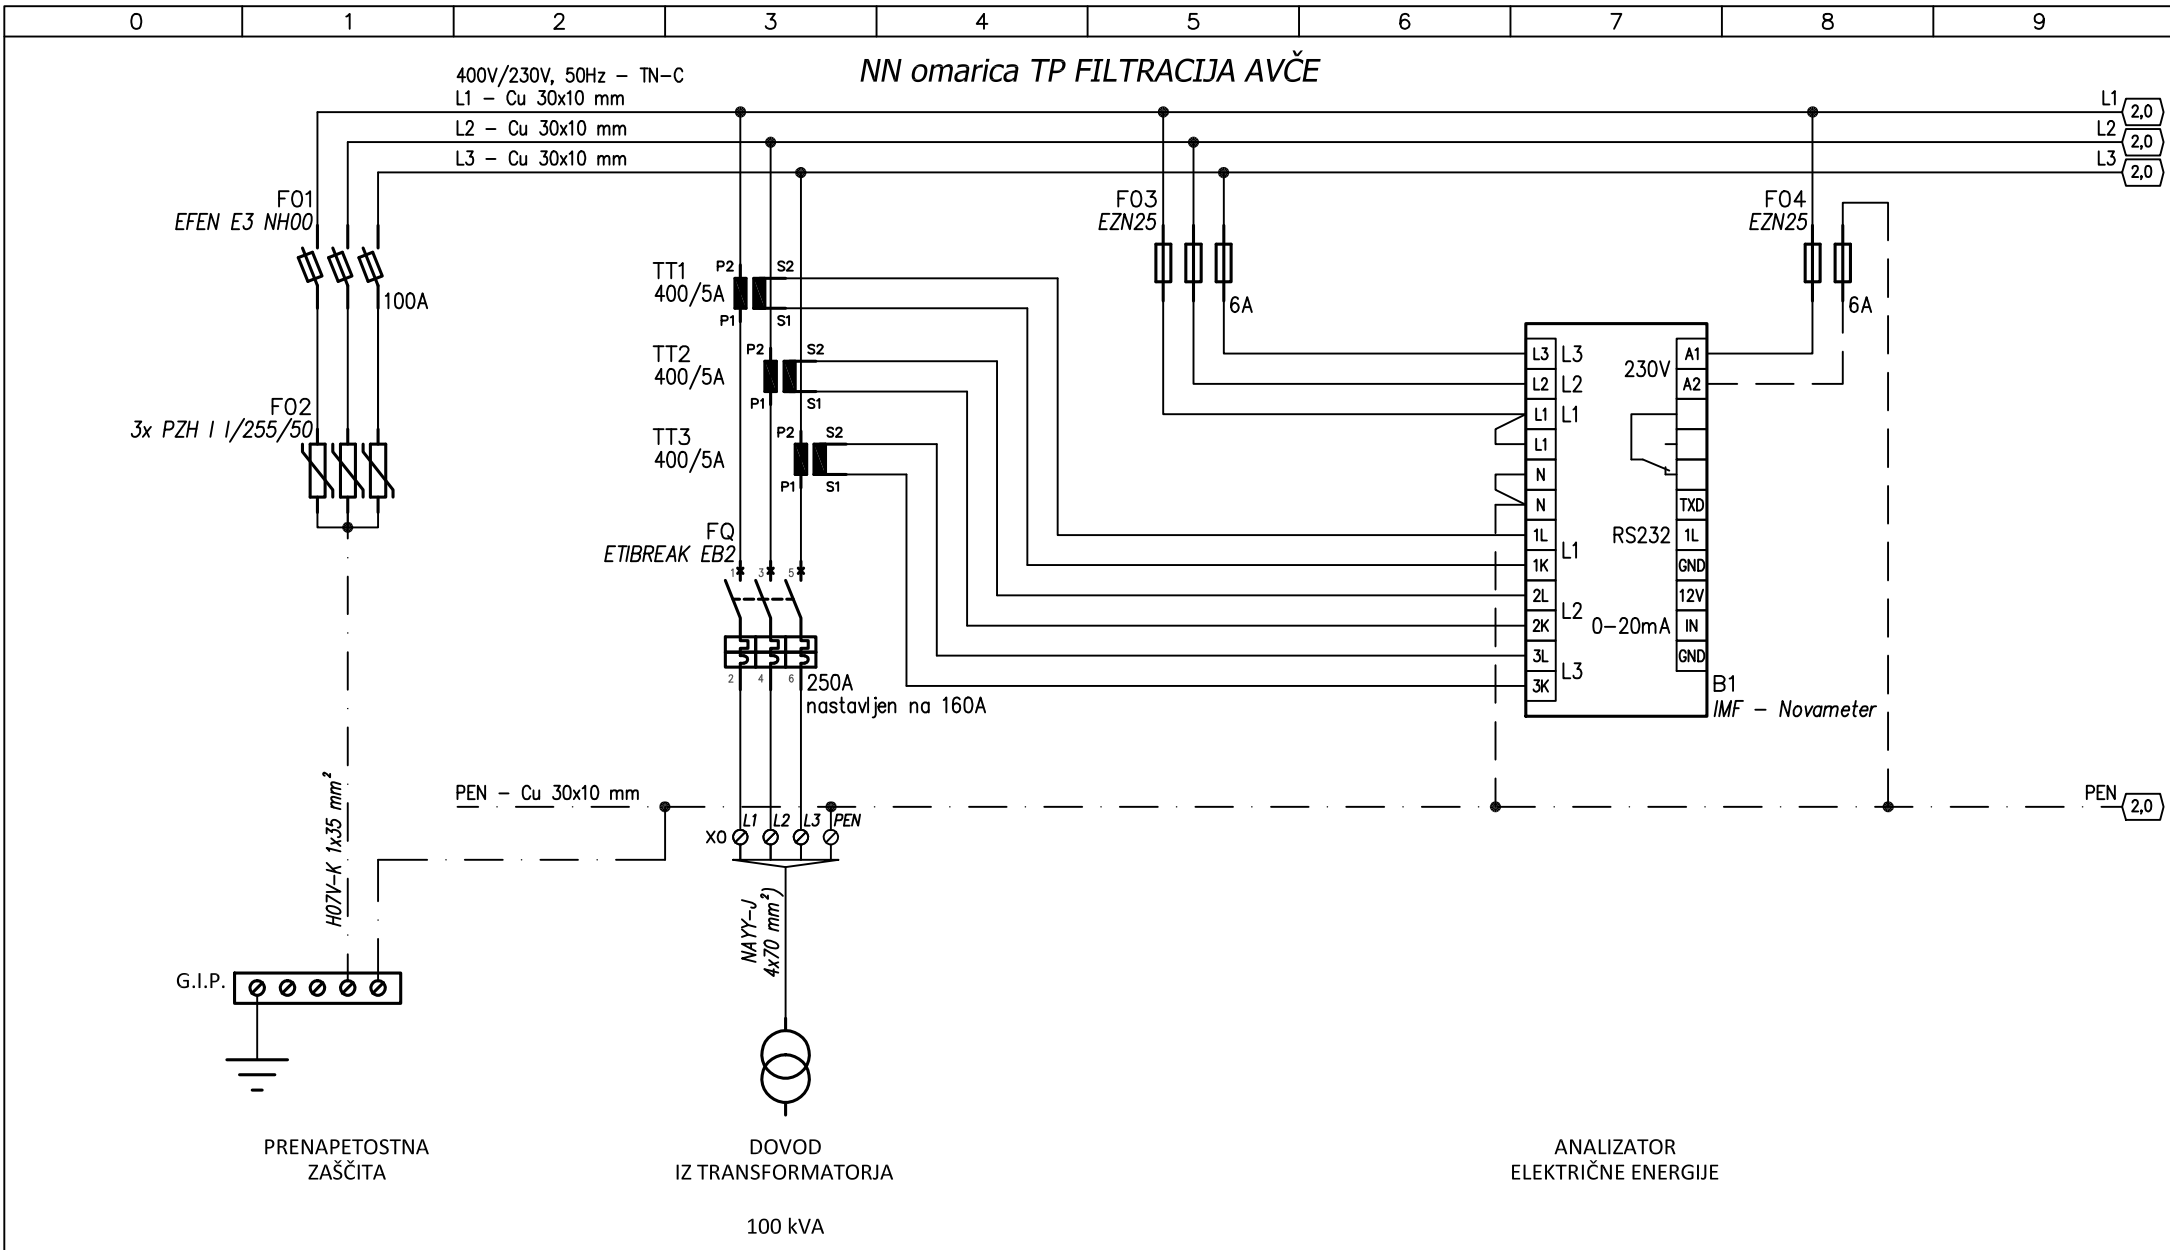 0 1 2 3 4 5 6 7 8 9
NN omarica TP FILTRACIJA AVČE
400V/230V, 50Hz – TN–C
L1 – Cu 30x10 mm
L2 – Cu 30x10 mm
L3 – Cu 30x10 mm
L1 2,0
L2 2,0
L3 2,0
F01
EFEN E3 NH00
100A
F02
3x PZH I I/255/50
F03
EZN25
6A
F04
EZN25
6A
TT1
400/5A
P2 S2
P1 S1
TT2
400/5A
P2 S2
P1 S1
TT3
400/5A
P2 S2
P1 S1
FQ
ETIBREAK EB2
1 3 5
2 4 6
250A
nastavljen na 160A
L3 L3
L2 L2
L1 L1
L1
N
N
1L
1K
L1
2L
2K
L2
3L
3K
L3
230V
A1
A2
TXD
RS232
1L
GND
12V
0–20mA
IN
GND
B1
IMF – Novameter
PEN – Cu 30x10 mm
PEN 2,0
X0
L1 L2 L3 PEN
H07V–K 1x35 mm²
NAYY–J
4x70 mm²)
G.I.P.
PRENAPETOSTNA
ZAŠČITA
DOVOD
IZ TRANSFORMATORJA
100 kVA
ANALIZATOR
ELEKTRIČNE ENERGIJE